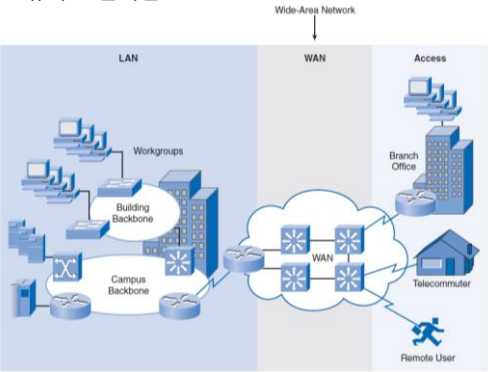 Wide-Area Network
LAN
WAN
Access
Workgroups
Branch
Office
Building
Backbone
WAN
Campus
Backbone
Telecommuter
Remote User